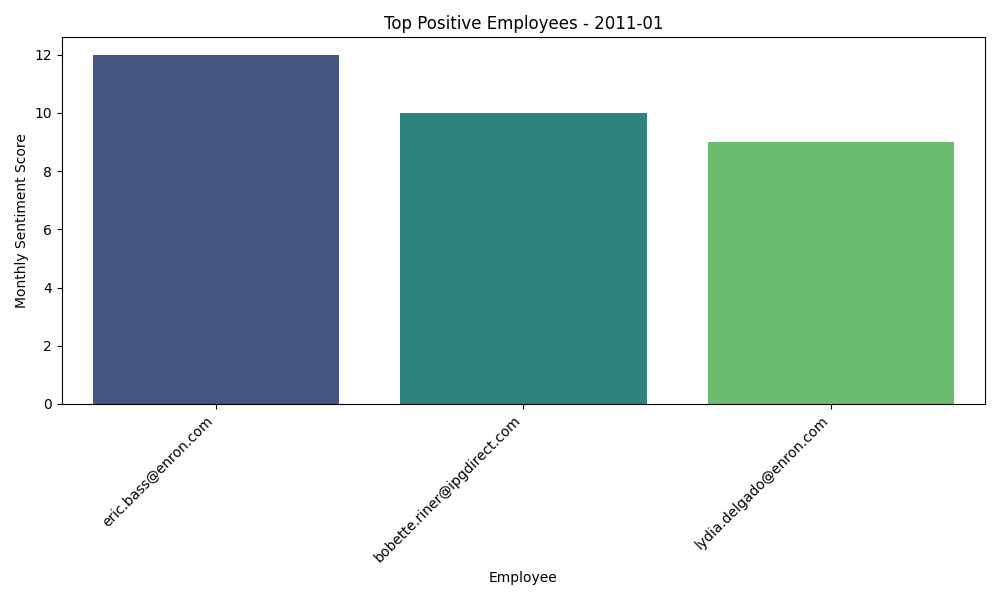 Top Positive Employees - 2011-01
Monthly Sentiment Score
12
10
8
6
4
2
0
eric.bass@enron.com
bobette.riner@ipgdirect.com
lydia.delgado@enron.com
Employee